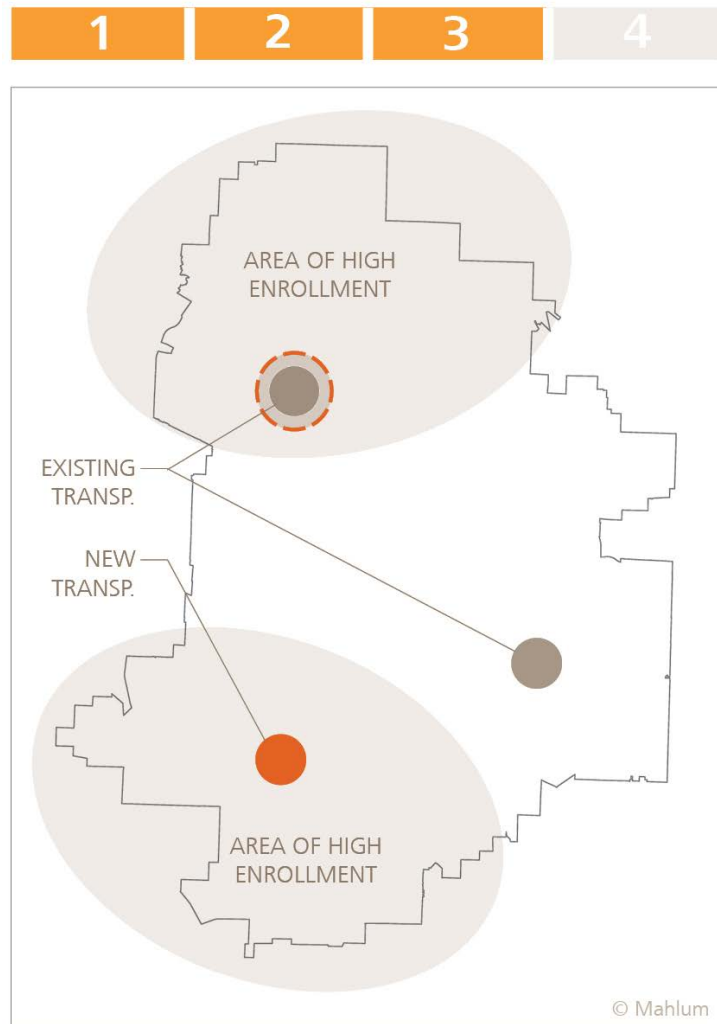 1 2 3 4
AREA OF HIGH
ENROLLMENT
EXISTING
TRANSP.
NEW
TRANSP.
AREA OF HIGH
ENROLLMENT
© Mahlum